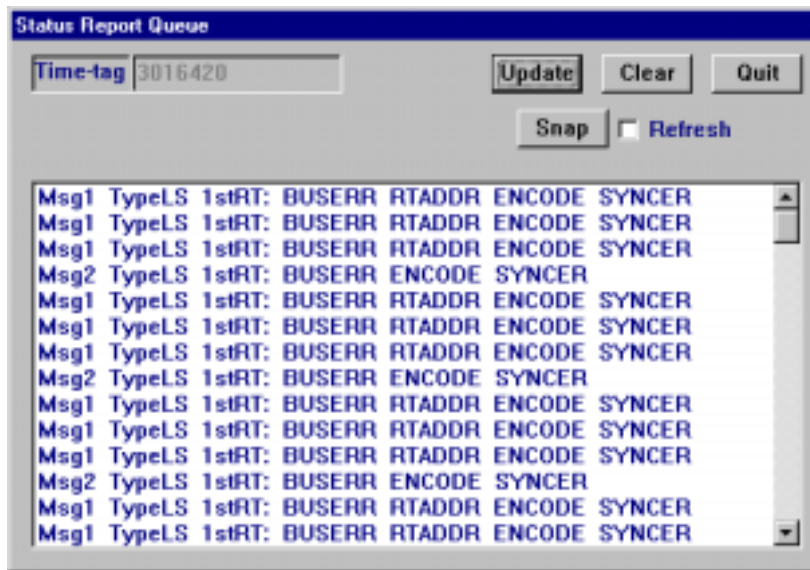 Status Report Queue
Time-tag 3016420 Update Clear Quit
Snap Refresh
Msg1 TypeLS 1stRT: BUSERR RTADDR ENCODE SYNCER
Msg1 TypeLS 1stRT: BUSERR RTADDR ENCODE SYNCER
Msg1 TypeLS 1stRT: BUSERR RTADDR ENCODE SYNCER
Msg2 TypeLS 1stRT: BUSERR ENCODE SYNCER
Msg1 TypeLS 1stRT: BUSERR RTADDR ENCODE SYNCER
Msg1 TypeLS 1stRT: BUSERR RTADDR ENCODE SYNCER
Msg1 TypeLS 1stRT: BUSERR RTADDR ENCODE SYNCER
Msg2 TypeLS 1stRT: BUSERR ENCODE SYNCER
Msg1 TypeLS 1stRT: BUSERR RTADDR ENCODE SYNCER
Msg1 TypeLS 1stRT: BUSERR RTADDR ENCODE SYNCER
Msg1 TypeLS 1stRT: BUSERR RTADDR ENCODE SYNCER
Msg2 TypeLS 1stRT: BUSERR ENCODE SYNCER
Msg1 TypeLS 1stRT: BUSERR RTADDR ENCODE SYNCER
Msg1 TypeLS 1stRT: BUSERR RTADDR ENCODE SYNCER